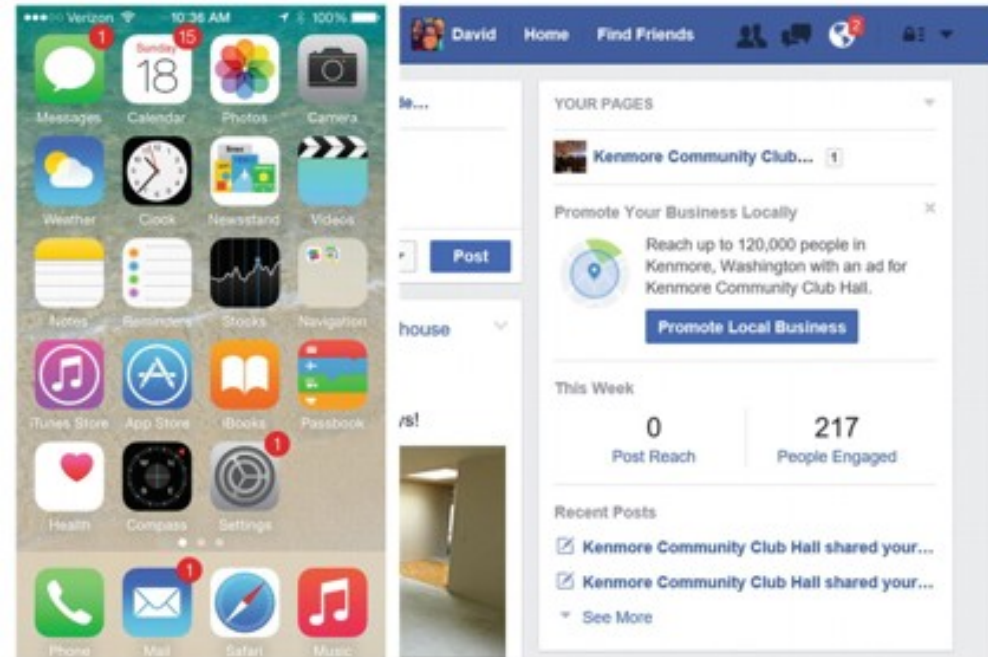 Verizon 10:36 AM 100%
1 15
Sunday
18
Messages Calendar Photos Camera
News
Weather Clock Newsstand Videos
Notes Reminders Stocks Navigation
iTunes Store App Store iBooks Passbook
1
Health Compass Settings
1
Phone Mail Safari Music
David Home Find Friends 2
de...
Post
house
ys!
YOUR PAGES
Kenmore Community Club... 1
Promote Your Business Locally
Reach up to 120,000 people in
Kenmore, Washington with an ad for
Kenmore Community Club Hall.
Promote Local Business
This Week
0 217
Post Reach People Engaged
Recent Posts
Kenmore Community Club Hall shared your...
Kenmore Community Club Hall shared your...
See More